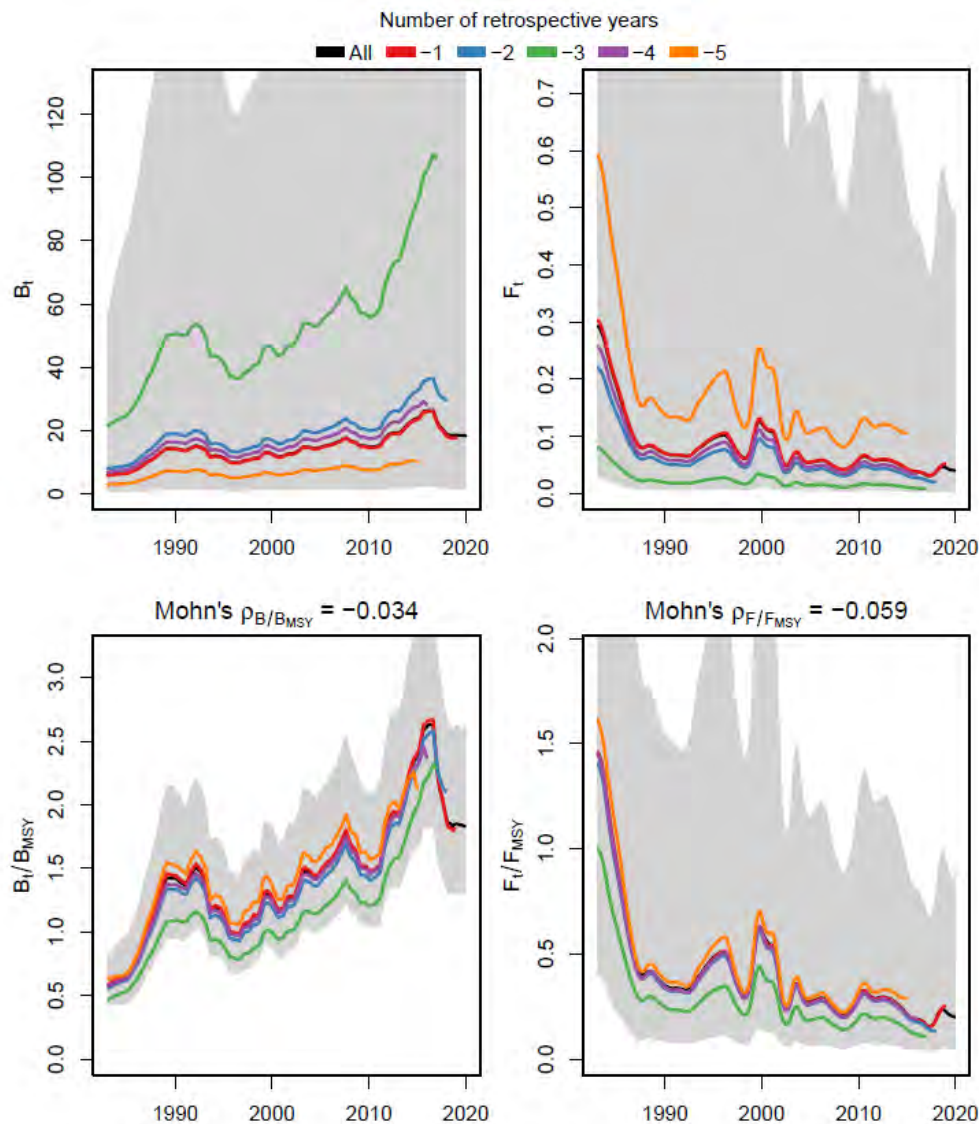 Number of retrospective years
All −1 −2 −3 −4 −5
Bt
0 20 40 60 80 100 120
1990 2000 2010 2020
Ft
0.0 0.1 0.2 0.3 0.4 0.5 0.6 0.7
1990 2000 2010 2020
Mohn's ρB/BMSY = −0.034
Bt/BMSY
0.0 0.5 1.0 1.5 2.0 2.5 3.0
1990 2000 2010 2020
Mohn's ρF/FMSY = −0.059
Ft/FMSY
0.0 0.5 1.0 1.5 2.0
1990 2000 2010 2020